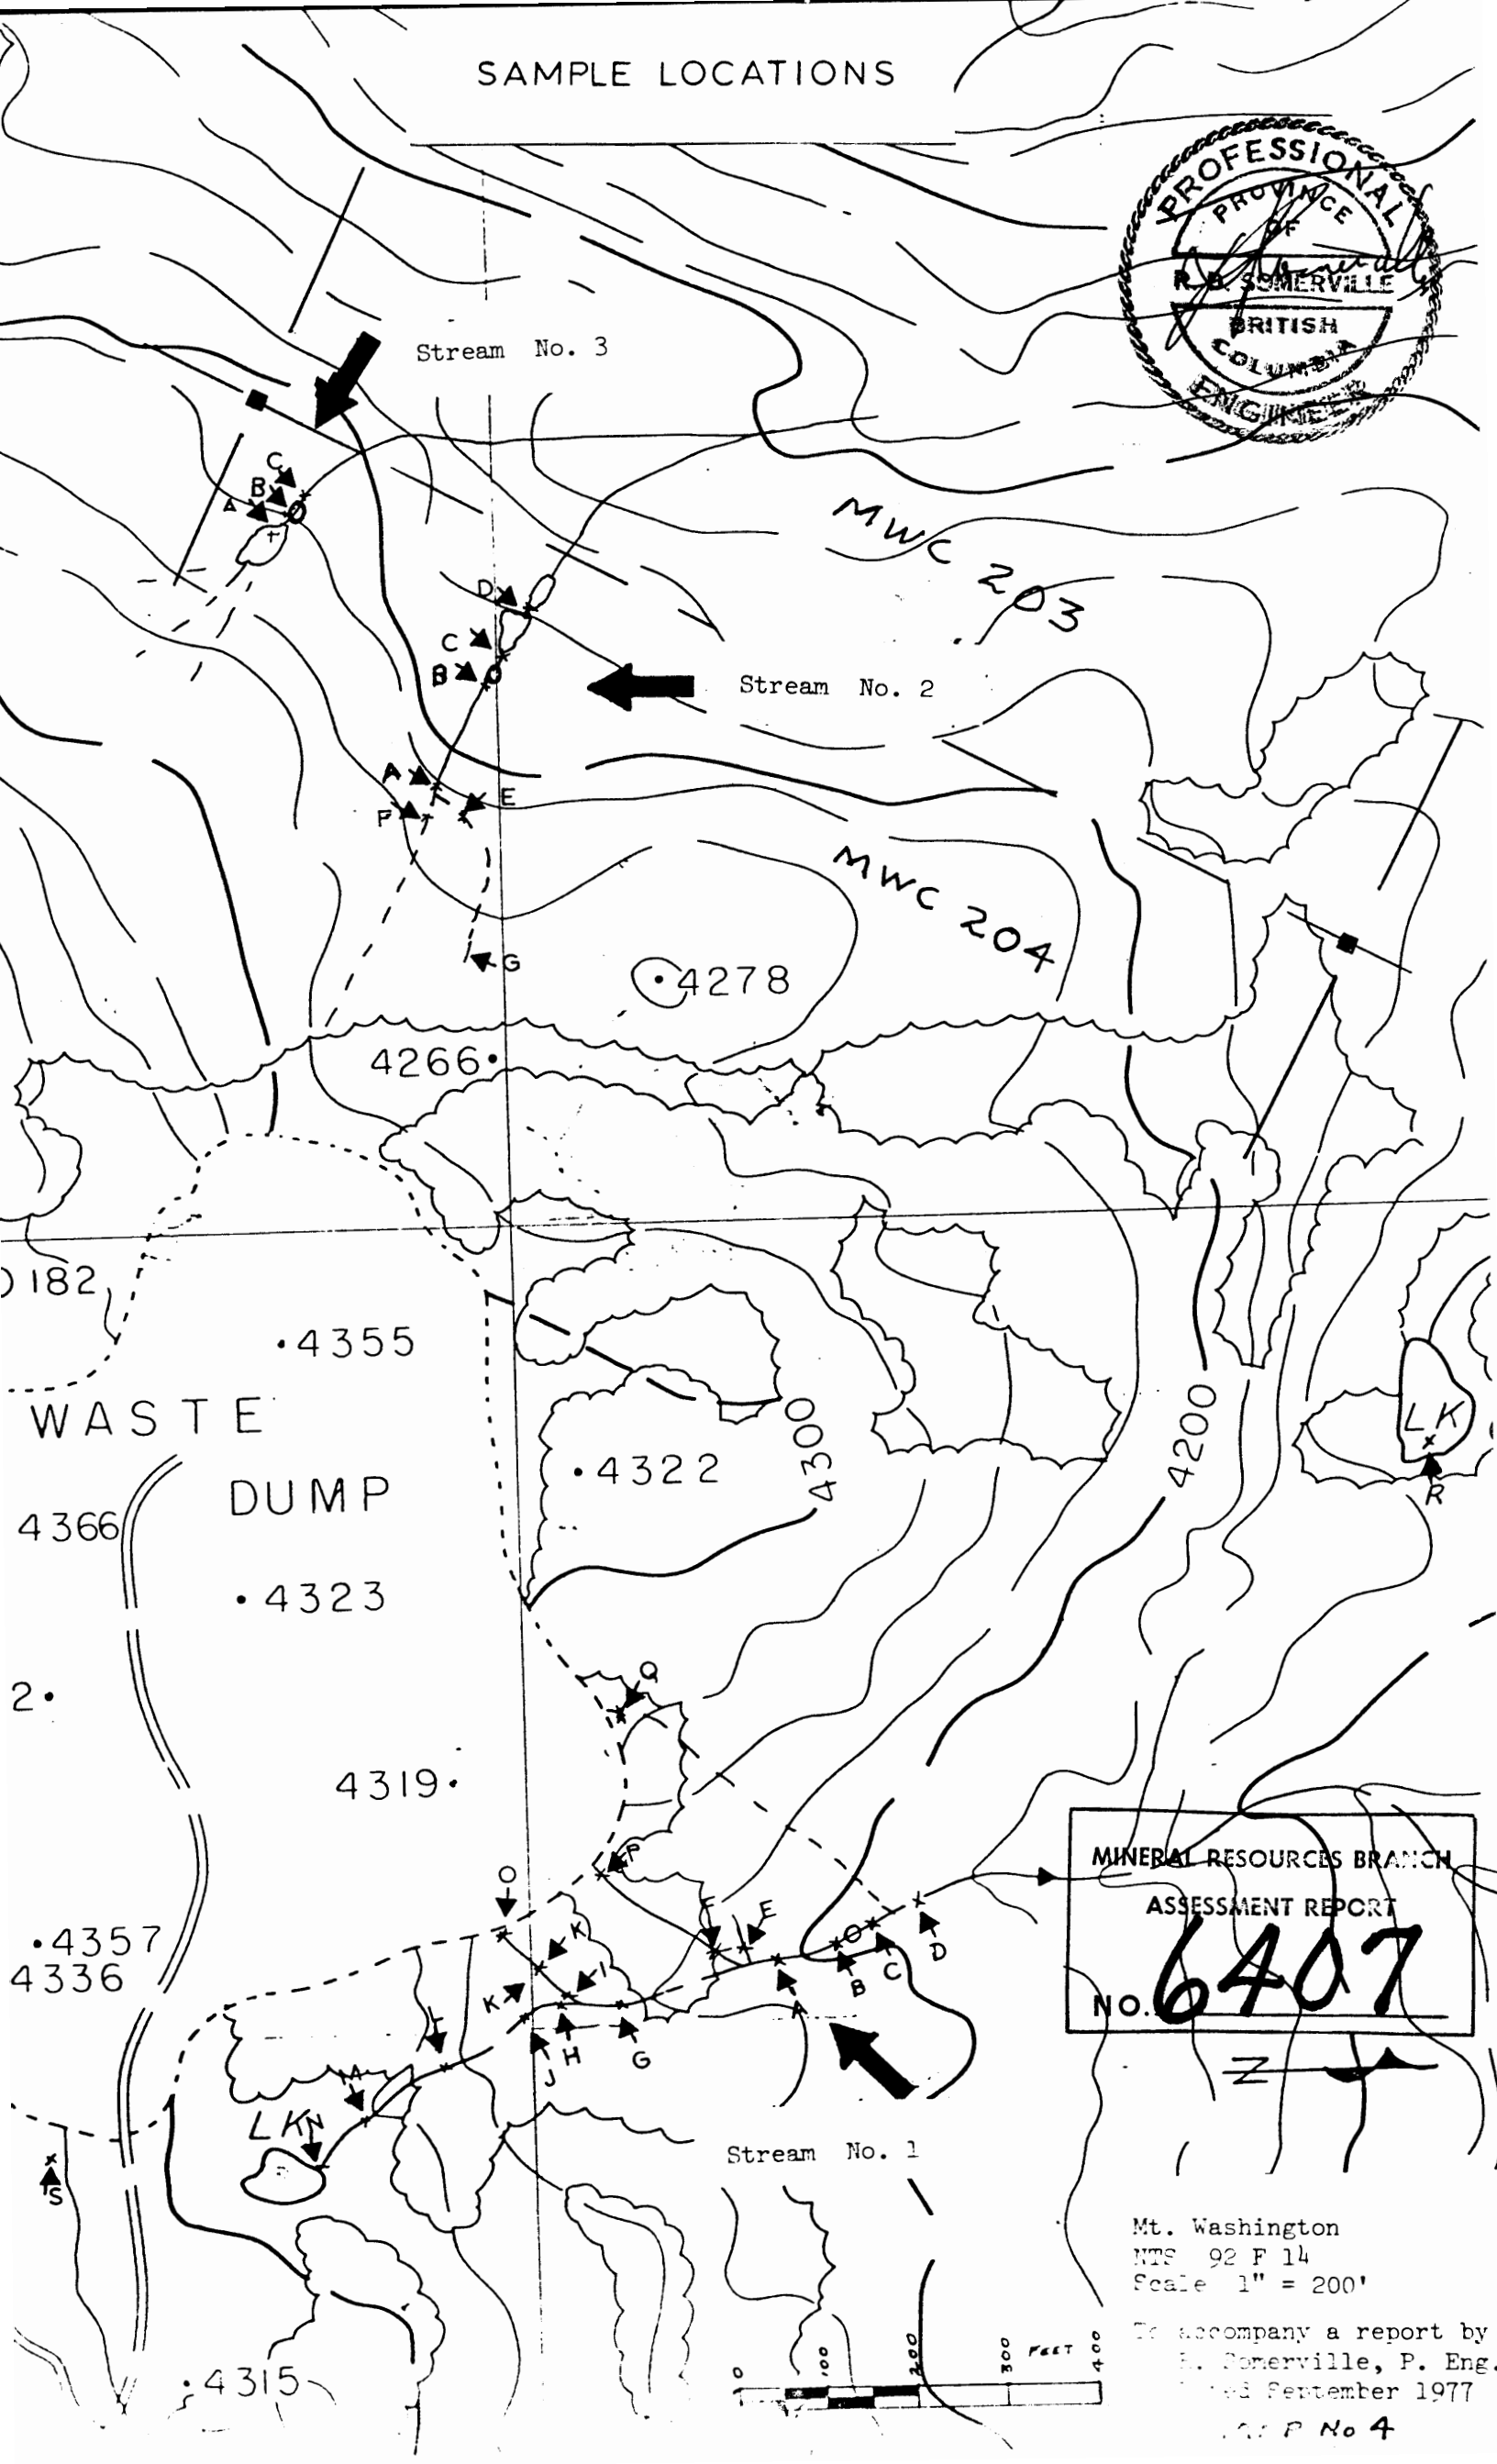 SAMPLE LOCATIONS
PROFESSIONAL
PROVINCE
OF
R. B. SOMERVILLE
BRITISH
COLUMBIA
ENGINEER
Stream No. 3
C
B
A
MWC 203
D
C
B
Stream No. 2
A
E
F
G
MWC 204
4278
4266
182
4355
WASTE
DUMP
4300
4200
LK
R
4322
4366
4323
2
Q
4319
P
O
K
F
E
D
C
B
A
I
K
H
G
J
L
M
N
LK
4357
4336
S
MINERAL RESOURCES BRANCH
ASSESSMENT REPORT
NO. 6407
N
Stream No. 1
Mt. Washington
NTS 92 F 14
Scale 1" = 200'
To accompany a report by
Somerville, P. Eng.
September 1977
No 4
0 100 200 300 FEET 400
4315